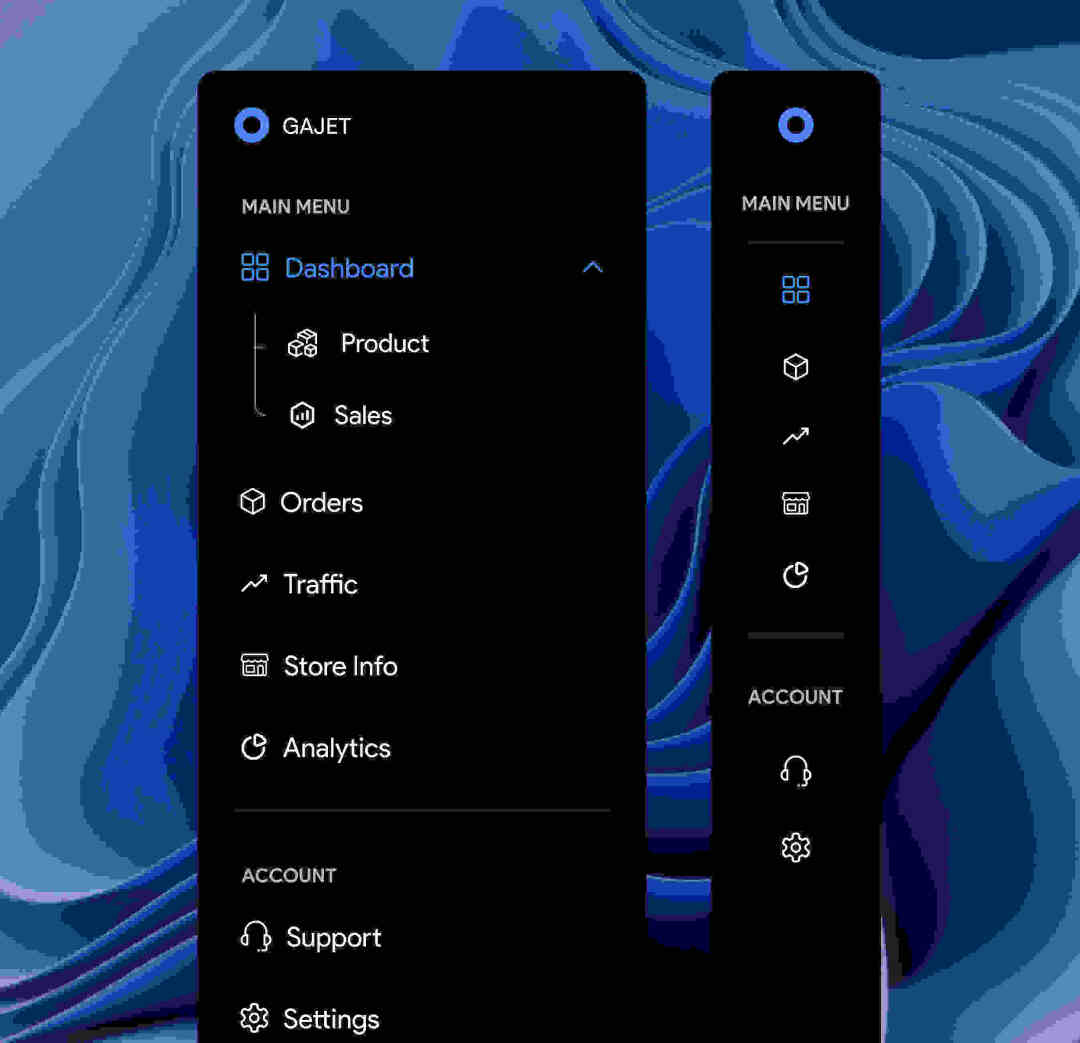 GAJET
MAIN MENU
Dashboard
Product
Sales
Orders
Traffic
Store Info
Analytics
ACCOUNT
Support
Settings
MAIN MENU
ACCOUNT